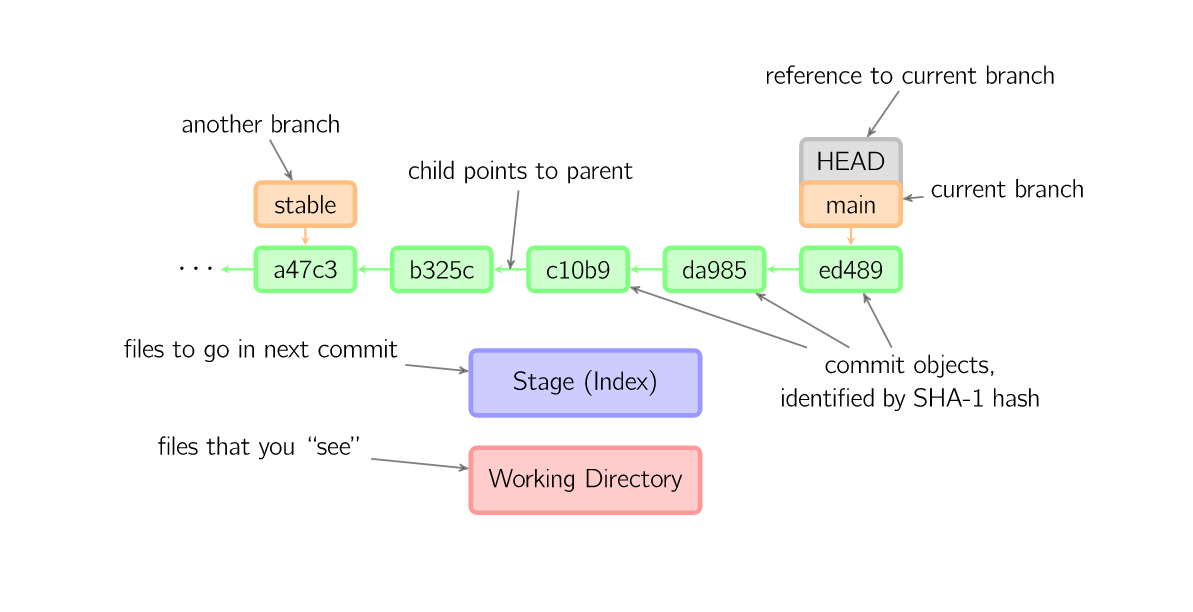 reference to current branch
another branch
HEAD
child points to parent
current branch
stable
main
... a47c3 b325c c10b9 da985 ed489
files to go in next commit
commit objects,
identified by SHA-1 hash
Stage (Index)
files that you “see”
Working Directory